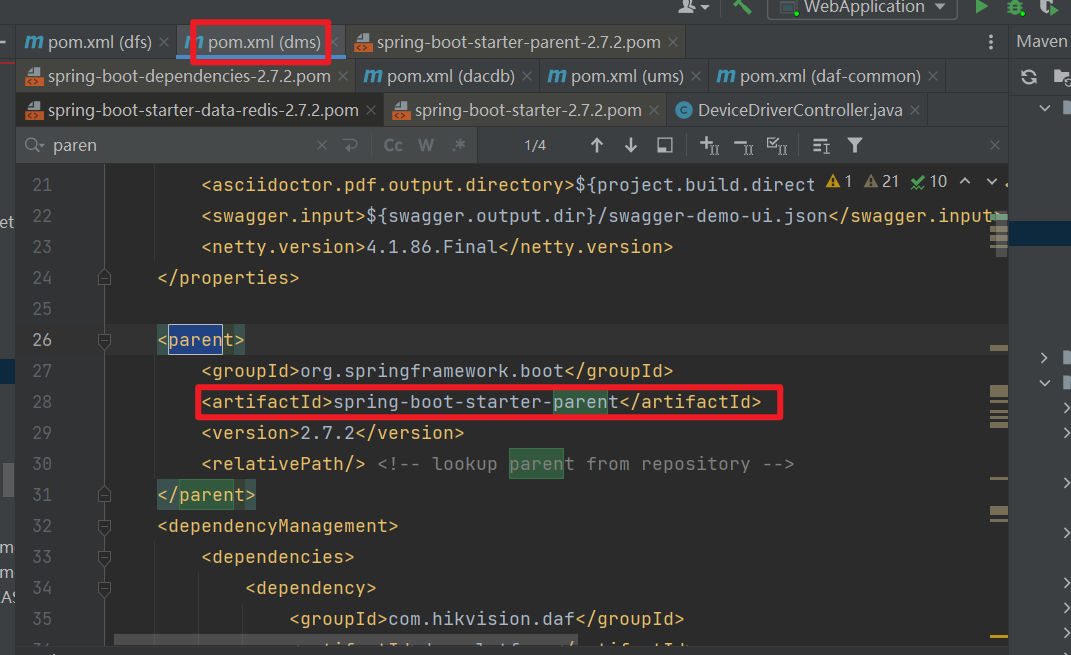 WebApplication
pom.xml (dfs)
pom.xml (dms)
spring-boot-starter-parent-2.7.2.pom
Maven
spring-boot-dependencies-2.7.2.pom
pom.xml (dacdb)
pom.xml (ums)
pom.xml (daf-common)
spring-boot-starter-data-redis-2.7.2.pom
spring-boot-starter-2.7.2.pom
DeviceDriverController.java
paren
Cc
W
.*
1/4
21 <asciidoctor.pdf.output.directory>${project.build.direct
1 21 10
22 <swagger.input>${swagger.output.dir}/swagger-demo-ui.json</swagger.input>
23 <netty.version>4.1.86.Final</netty.version>
24 </properties>
25
26 <parent>
27 <groupId>org.springframework.boot</groupId>
28 <artifactId>spring-boot-starter-parent</artifactId>
29 <version>2.7.2</version>
30 <relativePath/> <!-- lookup parent from repository -->
31 </parent>
32 <dependencyManagement>
33 <dependencies>
34 <dependency>
35 <groupId>com.hikvision.daf</groupId>